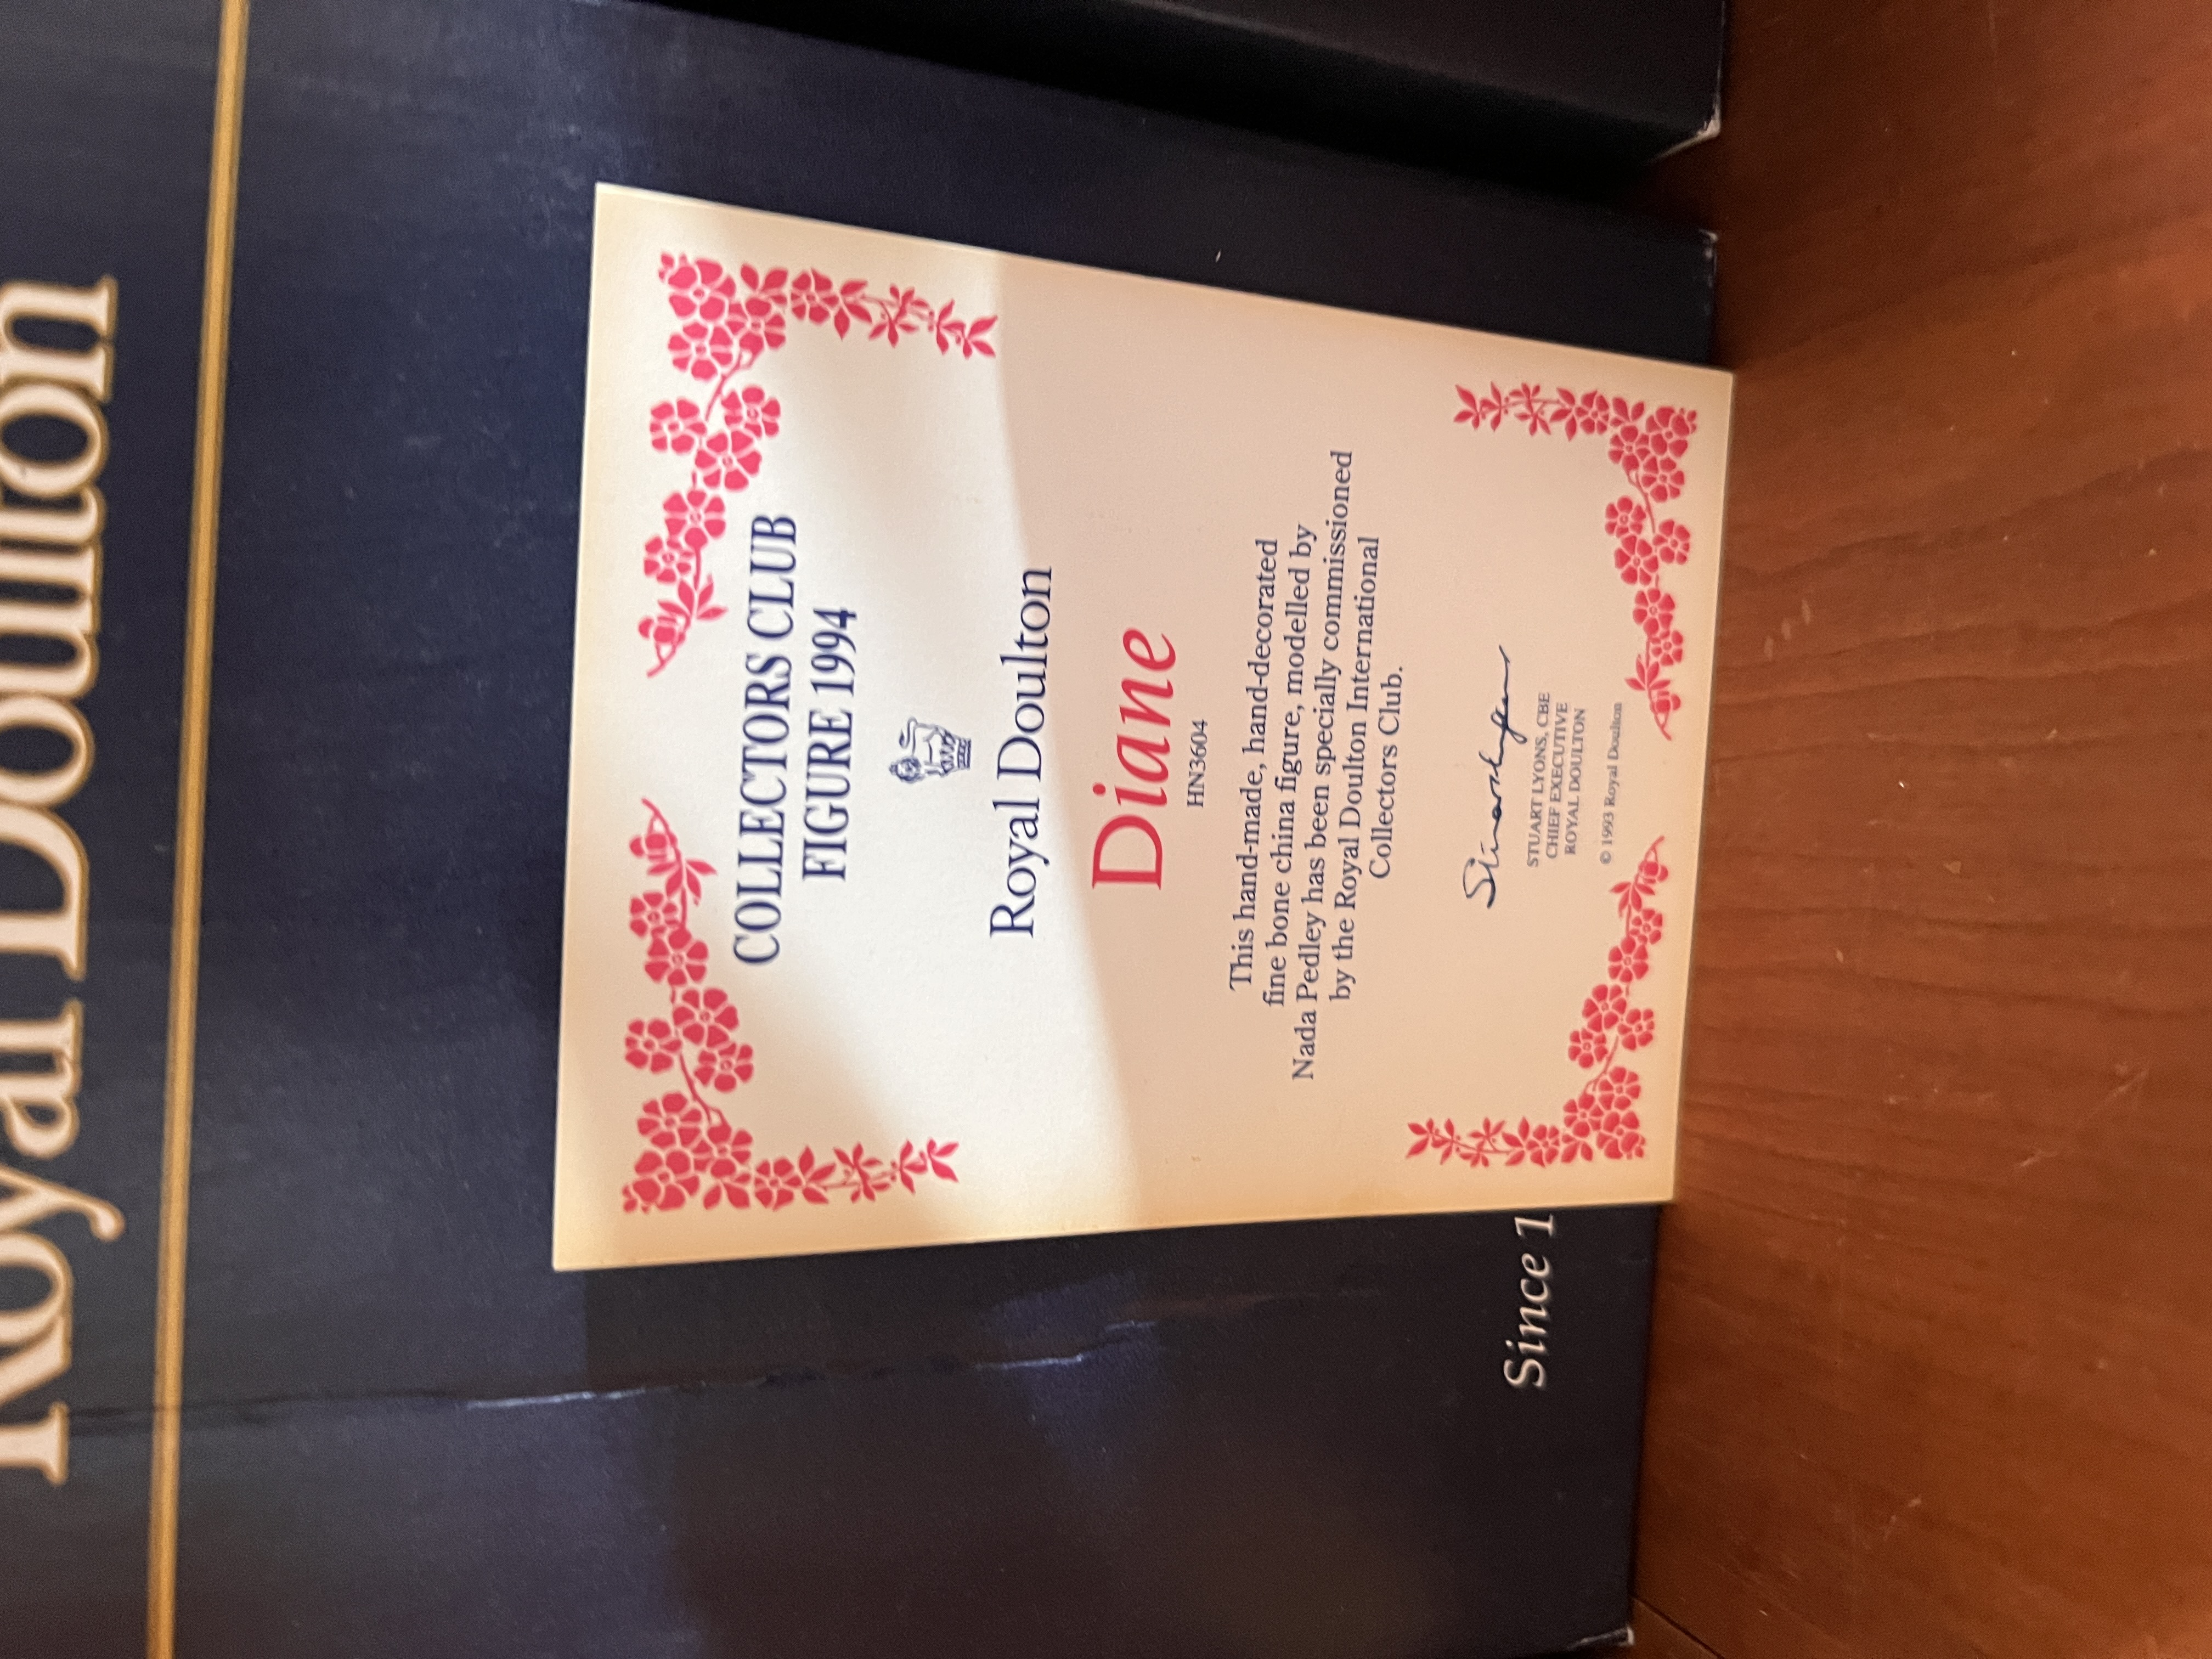 Royal Doulton
COLLECTORS CLUB
FIGURE 1994
Royal Doulton
Diane
HN3604
This hand-made, hand-decorated
fine bone china figure, modelled by
Nada Pedley has been specially commissioned
by the Royal Doulton International
Collectors Club.
STUART LYONS, CBE
CHIEF EXECUTIVE
ROYAL DOULTON
© 1993 Royal Doulton
Since 1